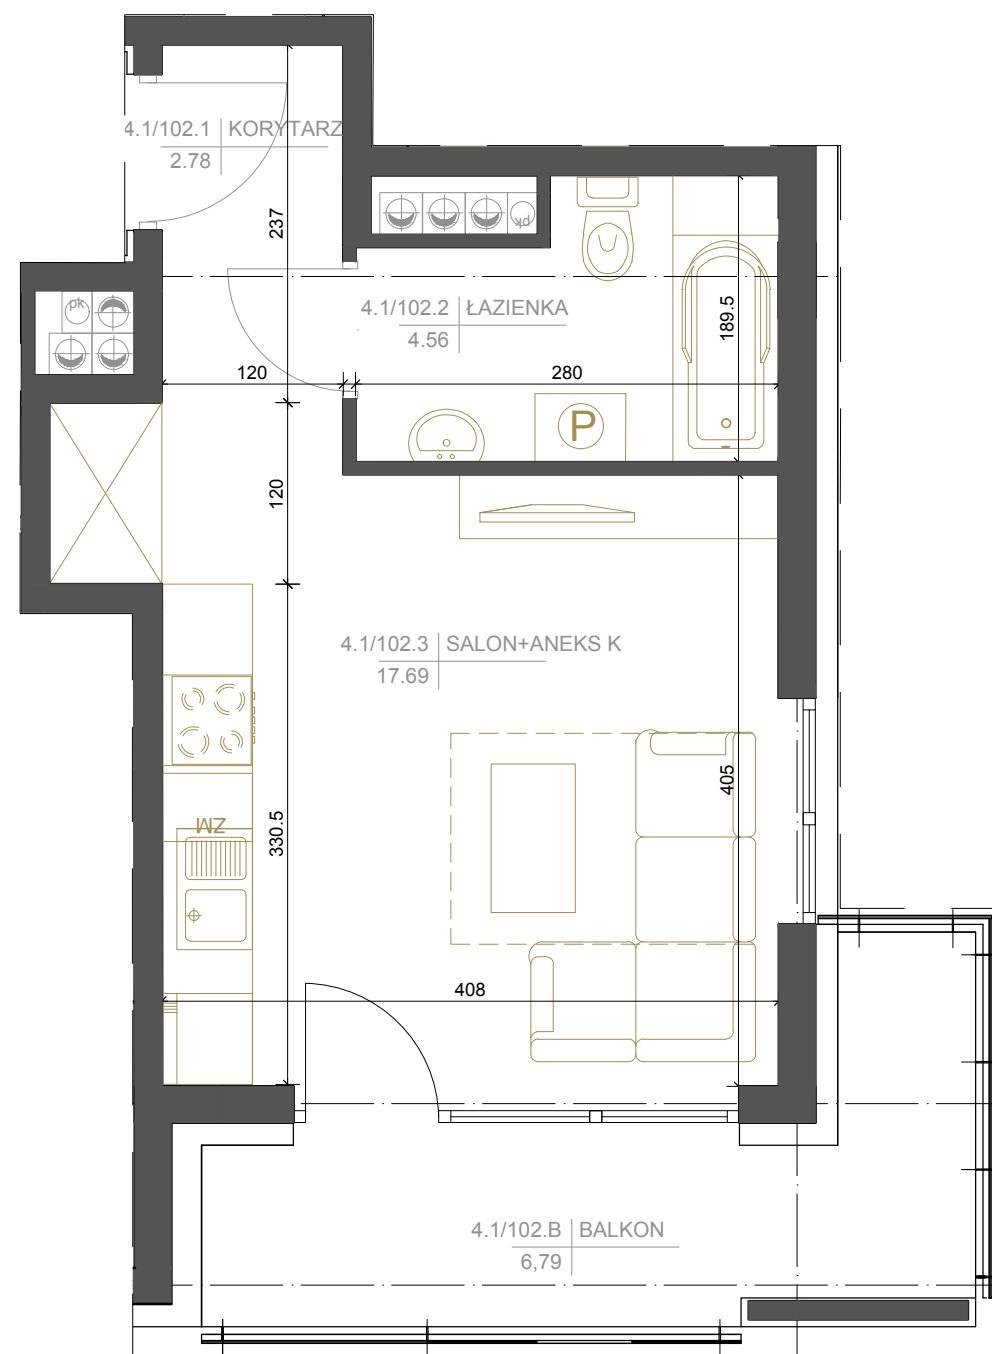 4.1/102.1 KORYTARZ
2.78
237
pk
pk
4.1/102.2 ŁAZIENKA
4.56
189.5
120
280
P
120
4.1/102.3 SALON+ANEKS K
17.69
405
330.5
ZM
408
4.1/102.B BALKON
6,79